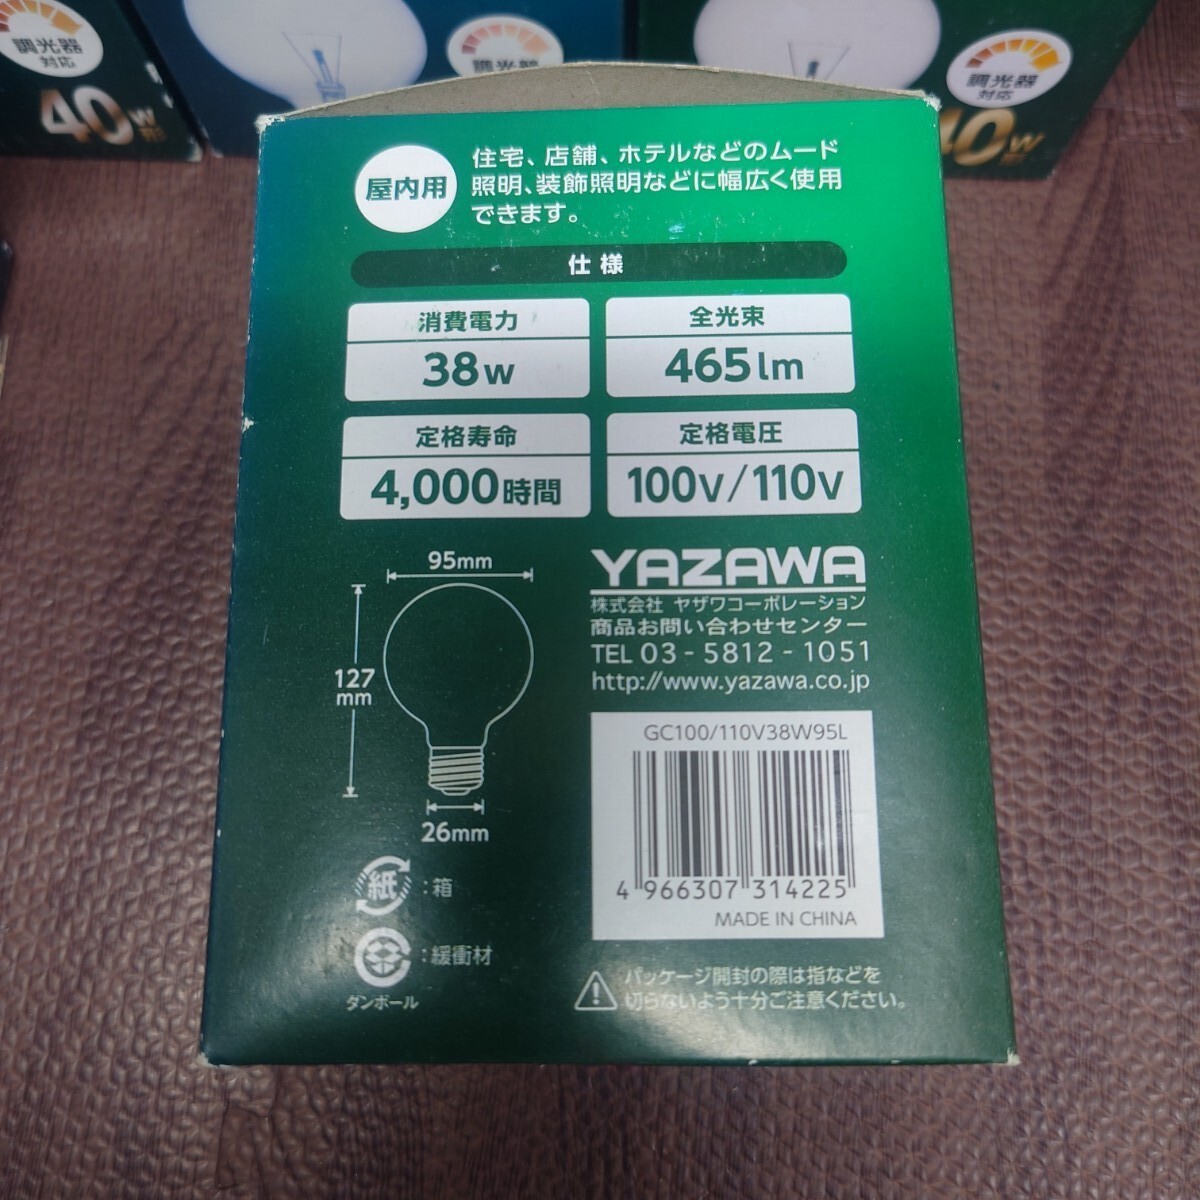 調光器
対応
40W形
調光器
調光器
対応
40W形
屋内用
住宅、店舗、ホテルなどのムード
照明、装飾照明などに幅広く使用
できます。
仕様
消費電力
38W
全光束
465lm
定格寿命
4,000時間
定格電圧
100V/110V
95mm
127
mm
26mm
YAZAWA
株式会社 ヤザワコーポレーション
商品お問い合わせセンター
TEL 03-5812-1051
http://www.yazawa.co.jp
GC100/110V38W95L
4 966307 314225
MADE IN CHINA
紙:箱
:緩衝材
ダンボール
パッケージ開封の際は指などを
切らないよう十分ご注意ください。